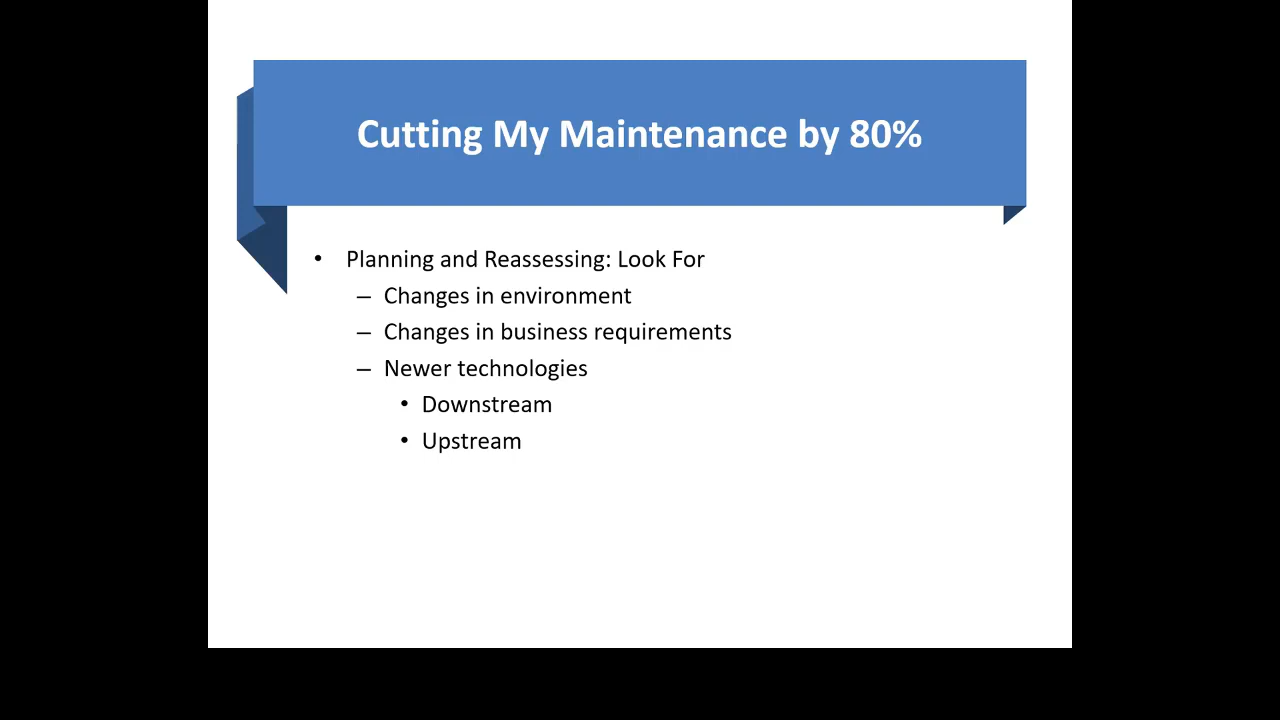 Cutting My Maintenance by 80%
• Planning and Reassessing: Look For
– Changes in environment
– Changes in business requirements
– Newer technologies
• Downstream
• Upstream